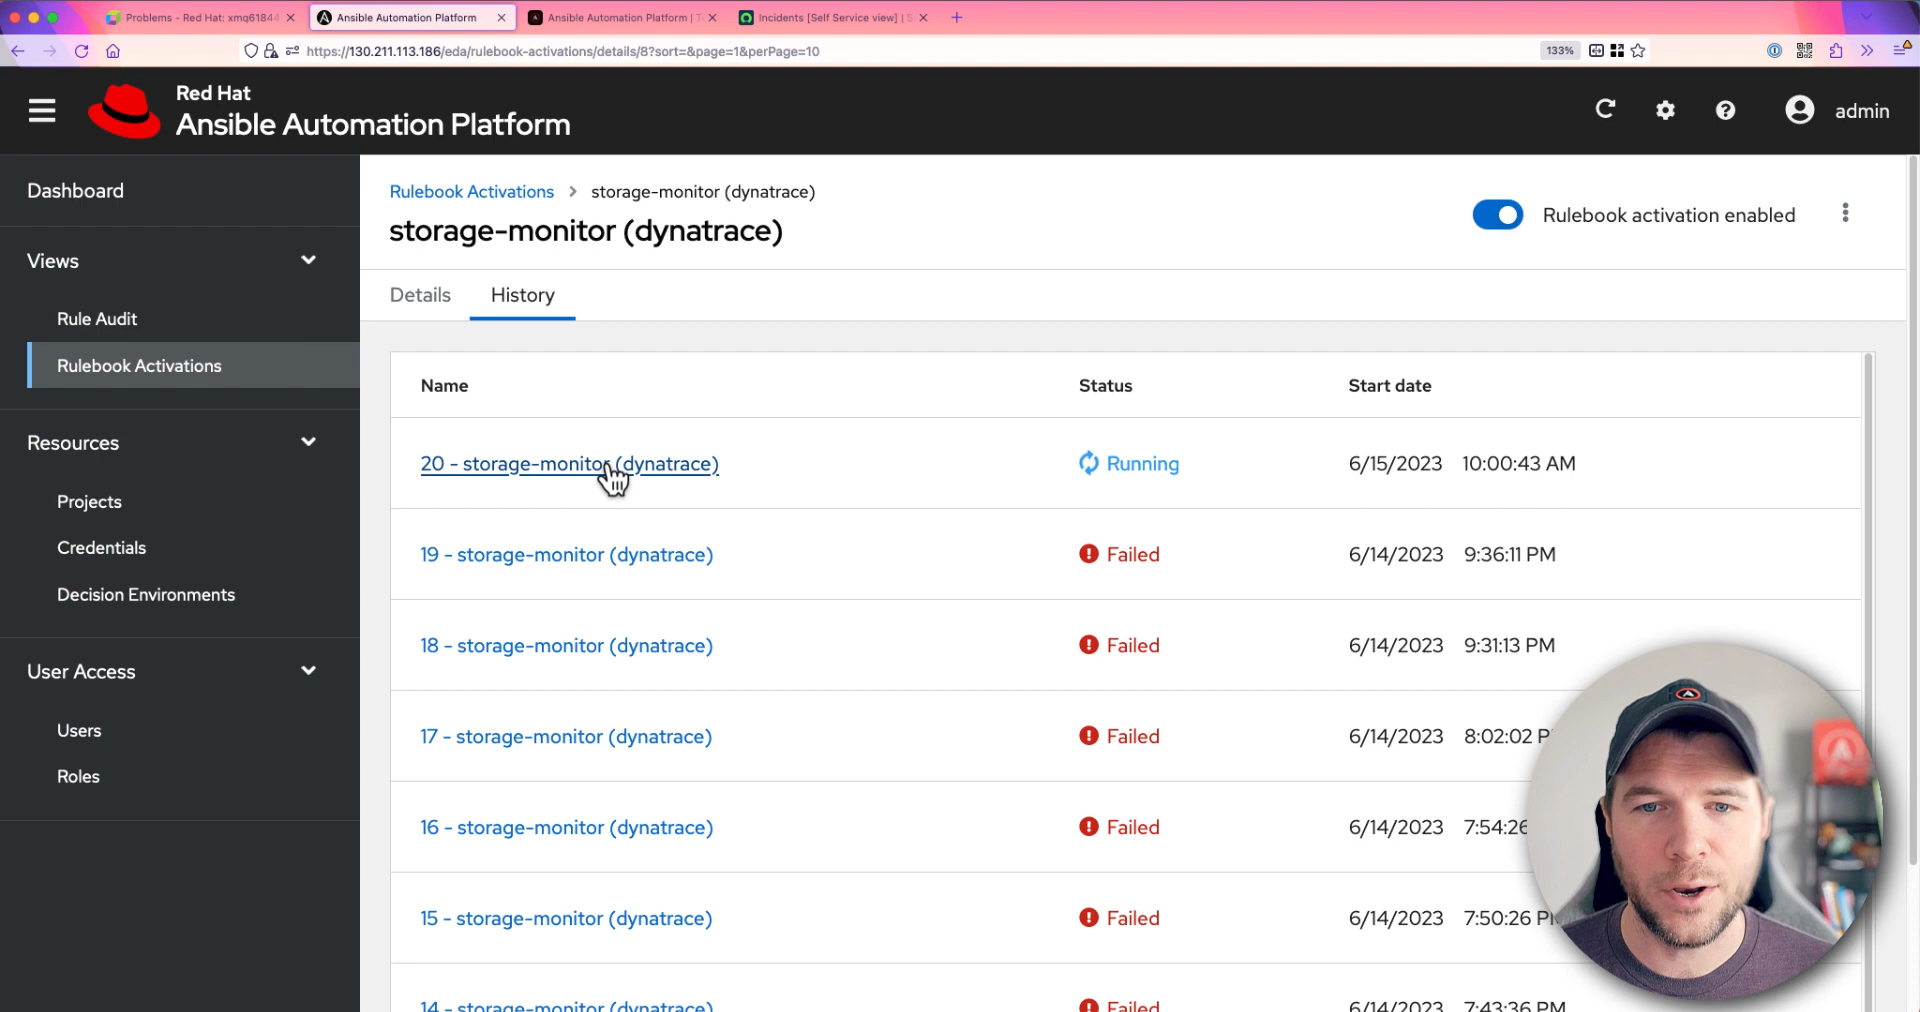 Problems - Red Hat: xmq61844
Ansible Automation Platform
Ansible Automation Platform |
Incidents [Self Service view] |
https://130.211.113.186/eda/rulebook-activations/details/8?sort=&page=1&perPage=10
133%
Red Hat
Ansible Automation Platform
admin
Dashboard
Views
Rule Audit
Rulebook Activations
Resources
Projects
Credentials
Decision Environments
User Access
Users
Roles
Rulebook Activations > storage-monitor (dynatrace)
storage-monitor (dynatrace)
Rulebook activation enabled
Details History
Name Status Start date
20 - storage-monitor (dynatrace) Running 6/15/2023 10:00:43 AM
19 - storage-monitor (dynatrace) Failed 6/14/2023 9:36:11 PM
18 - storage-monitor (dynatrace) Failed 6/14/2023 9:31:13 PM
17 - storage-monitor (dynatrace) Failed 6/14/2023 8:02:02 P
16 - storage-monitor (dynatrace) Failed 6/14/2023 7:54:26
15 - storage-monitor (dynatrace) Failed 6/14/2023 7:50:26 P
14 - storage-monitor (dynatrace) Failed 6/14/2023 7:43:36 PM